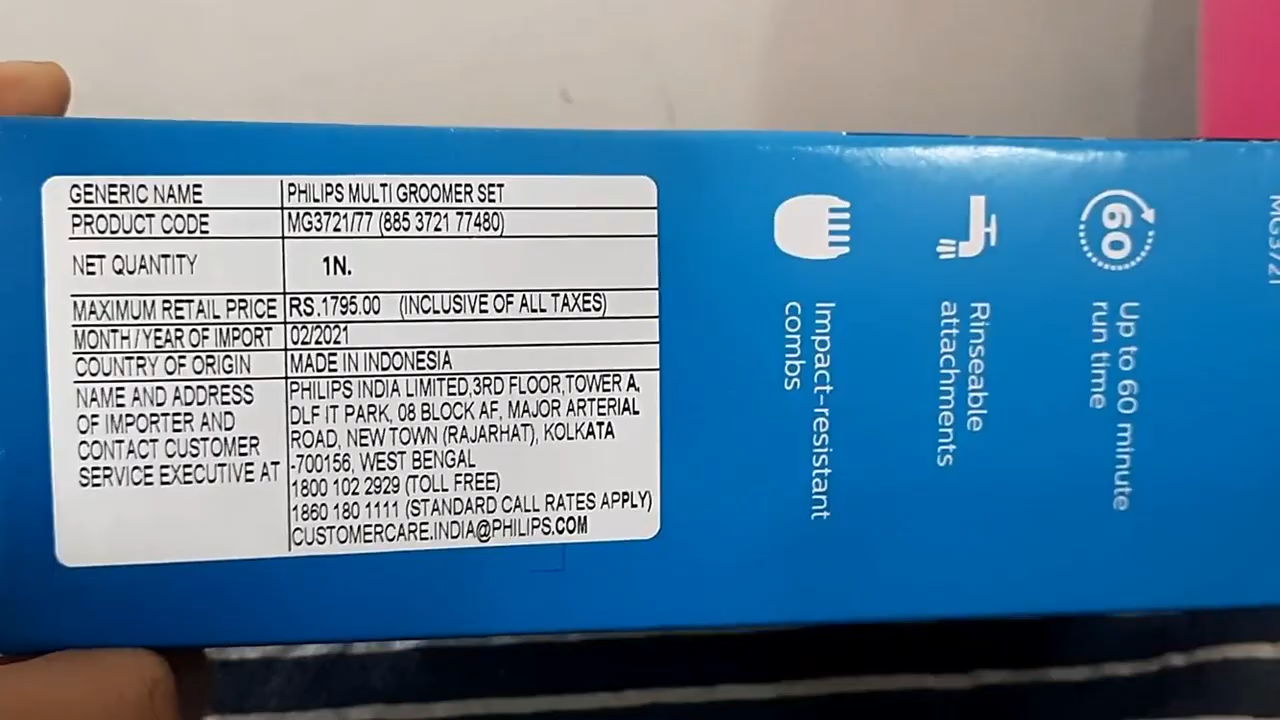 GENERIC NAME PHILIPS MULTI GROOMER SET
PRODUCT CODE MG3721/77 (885 3721 77480)
NET QUANTITY 1N.
MAXIMUM RETAIL PRICE RS.1795.00 (INCLUSIVE OF ALL TAXES)
MONTH/YEAR OF IMPORT 02/2021
COUNTRY OF ORIGIN MADE IN INDONESIA
NAME AND ADDRESS
OF IMPORTER AND
CONTACT CUSTOMER
SERVICE EXECUTIVE AT
PHILIPS INDIA LIMITED,3RD FLOOR,TOWER A,
DLF IT PARK, 08 BLOCK AF, MAJOR ARTERIAL
ROAD, NEW TOWN (RAJARHAT), KOLKATA
-700156, WEST BENGAL
1800 102 2929 (TOLL FREE)
1860 180 1111 (STANDARD CALL RATES APPLY)
CUSTOMERCARE.INDIA@PHILIPS.COM
60
Up to 60 minute
run time
Rinseable
attachments
Impact-resistant
combs
MG3721